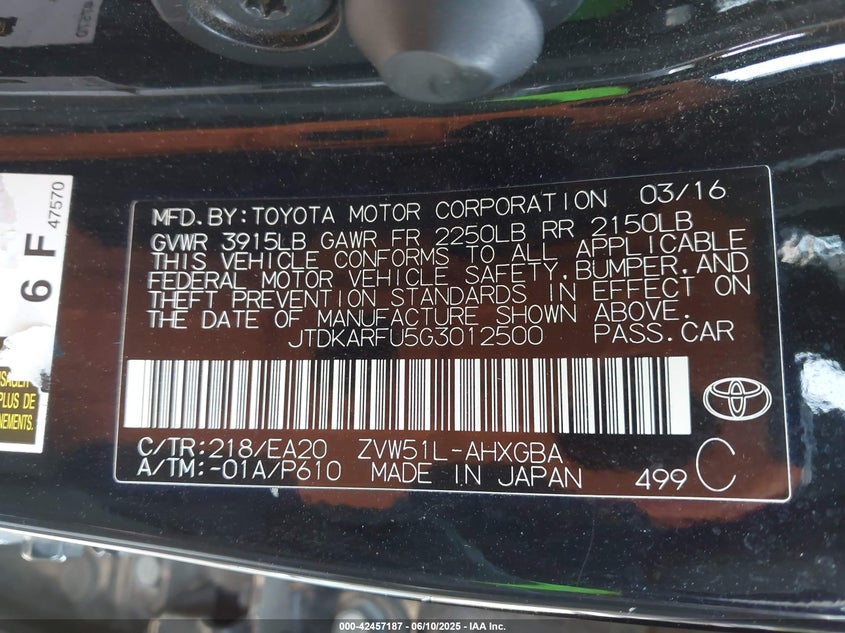 MFD. BY: TOYOTA MOTOR CORPORATION 03/16
GVWR 3915LB GAWR FR 2250LB RR 2150LB
THIS VEHICLE CONFORMS TO ALL APPLICABLE
FEDERAL MOTOR VEHICLE SAFETY, BUMPER, AND
THEFT PREVENTION STANDARDS IN EFFECT ON
THE DATE OF MANUFACTURE SHOWN ABOVE.
JTDKARFU5G3012500 PASS. CAR
C/TR: 218/EA20 ZVW51L-AHXGBA
A/TM: -01A/P610 MADE IN JAPAN 499 C
6 F
47570
PLUS DE
000-42457187 - 06/10/2025 - IAA Inc.